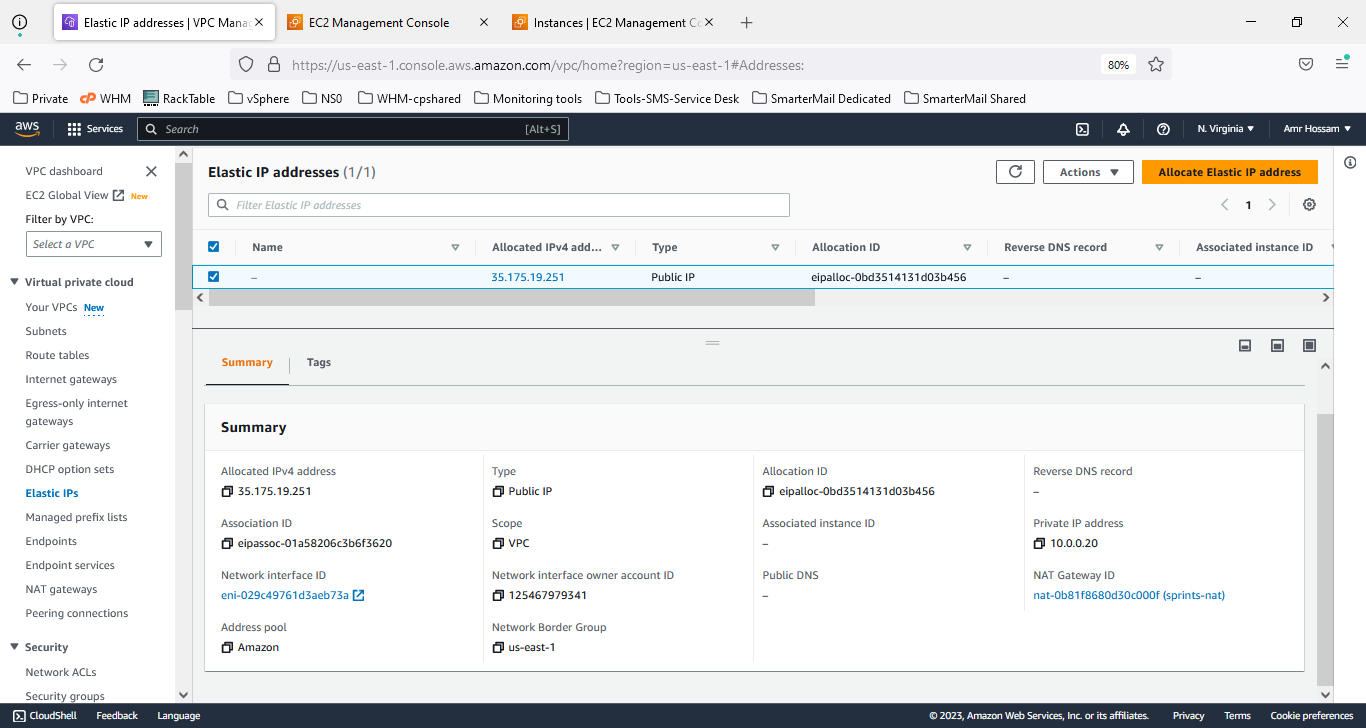 Elastic IP addresses | VPC Mana
EC2 Management Console
Instances | EC2 Management Co
https://us-east-1.console.aws.amazon.com/vpc/home?region=us-east-1#Addresses:
80%
Private
WHM
RackTable
vSphere
NS0
WHM-cpshared
Monitoring tools
Tools-SMS-Service Desk
SmarterMail Dedicated
SmarterMail Shared
aws
Services
Search
[Alt+S]
N. Virginia
Amr Hossam
VPC dashboard
EC2 Global View
New
Filter by VPC:
Select a VPC
Virtual private cloud
Your VPCs New
Subnets
Route tables
Internet gateways
Egress-only internet
gateways
Carrier gateways
DHCP option sets
Elastic IPs
Managed prefix lists
Endpoints
Endpoint services
NAT gateways
Peering connections
Security
Network ACLs
Security groups
Elastic IP addresses (1/1)
Actions
Allocate Elastic IP address
Filter Elastic IP addresses
1
Name
Allocated IPv4 add...
Type
Allocation ID
Reverse DNS record
Associated instance ID
–
35.175.19.251
Public IP
eipalloc-0bd3514131d03b456
–
–
Summary
Tags
Summary
Allocated IPv4 address
35.175.19.251
Type
Public IP
Allocation ID
eipalloc-0bd3514131d03b456
Reverse DNS record
–
Association ID
eipassoc-01a58206c3b6f3620
Scope
VPC
Associated instance ID
–
Private IP address
10.0.0.20
Network interface ID
eni-029c49761d3aeb73a
Network interface owner account ID
125467979341
Public DNS
–
NAT Gateway ID
nat-0b81f8680d30c000f (sprints-nat)
Address pool
Amazon
Network Border Group
us-east-1
CloudShell
Feedback
Language
© 2023, Amazon Web Services, Inc. or its affiliates.
Privacy
Terms
Cookie preferences